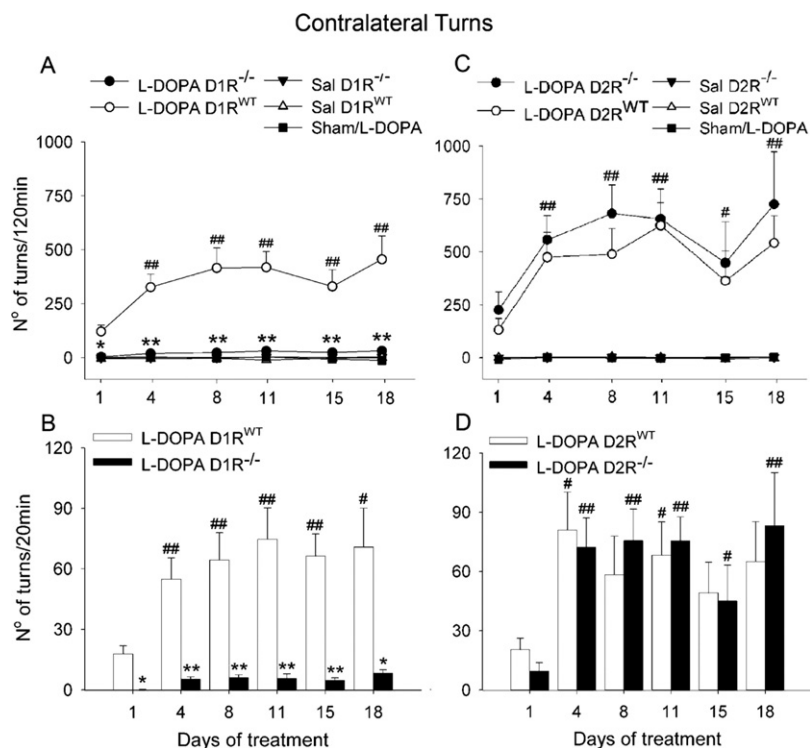 Contralateral Turns
A
L-DOPA D1R-/-
Sal D1R-/-
L-DOPA D1RWT
Sal D1RWT
Sham/L-DOPA
Nº of turns/120min
1000
750
500
250
0
* ** ** ** ** **
## ## ## ## ##
1 4 8 11 15 18
C
L-DOPA D2R-/-
Sal D2R-/-
L-DOPA D2RWT
Sal D2RWT
Sham/L-DOPA
1000
750
500
250
0
## ## ## # ##
1 4 8 11 15 18
B
L-DOPA D1RWT
L-DOPA D1R-/-
Nº of turns/20min
120
90
60
30
0
## ## ## ## #
* ** ** ** ** *
1 4 8 11 15 18
Days of treatment
D
L-DOPA D2RWT
L-DOPA D2R-/-
120
90
60
30
0
# ## ## # ## # ##
1 4 8 11 15 18
Days of treatment